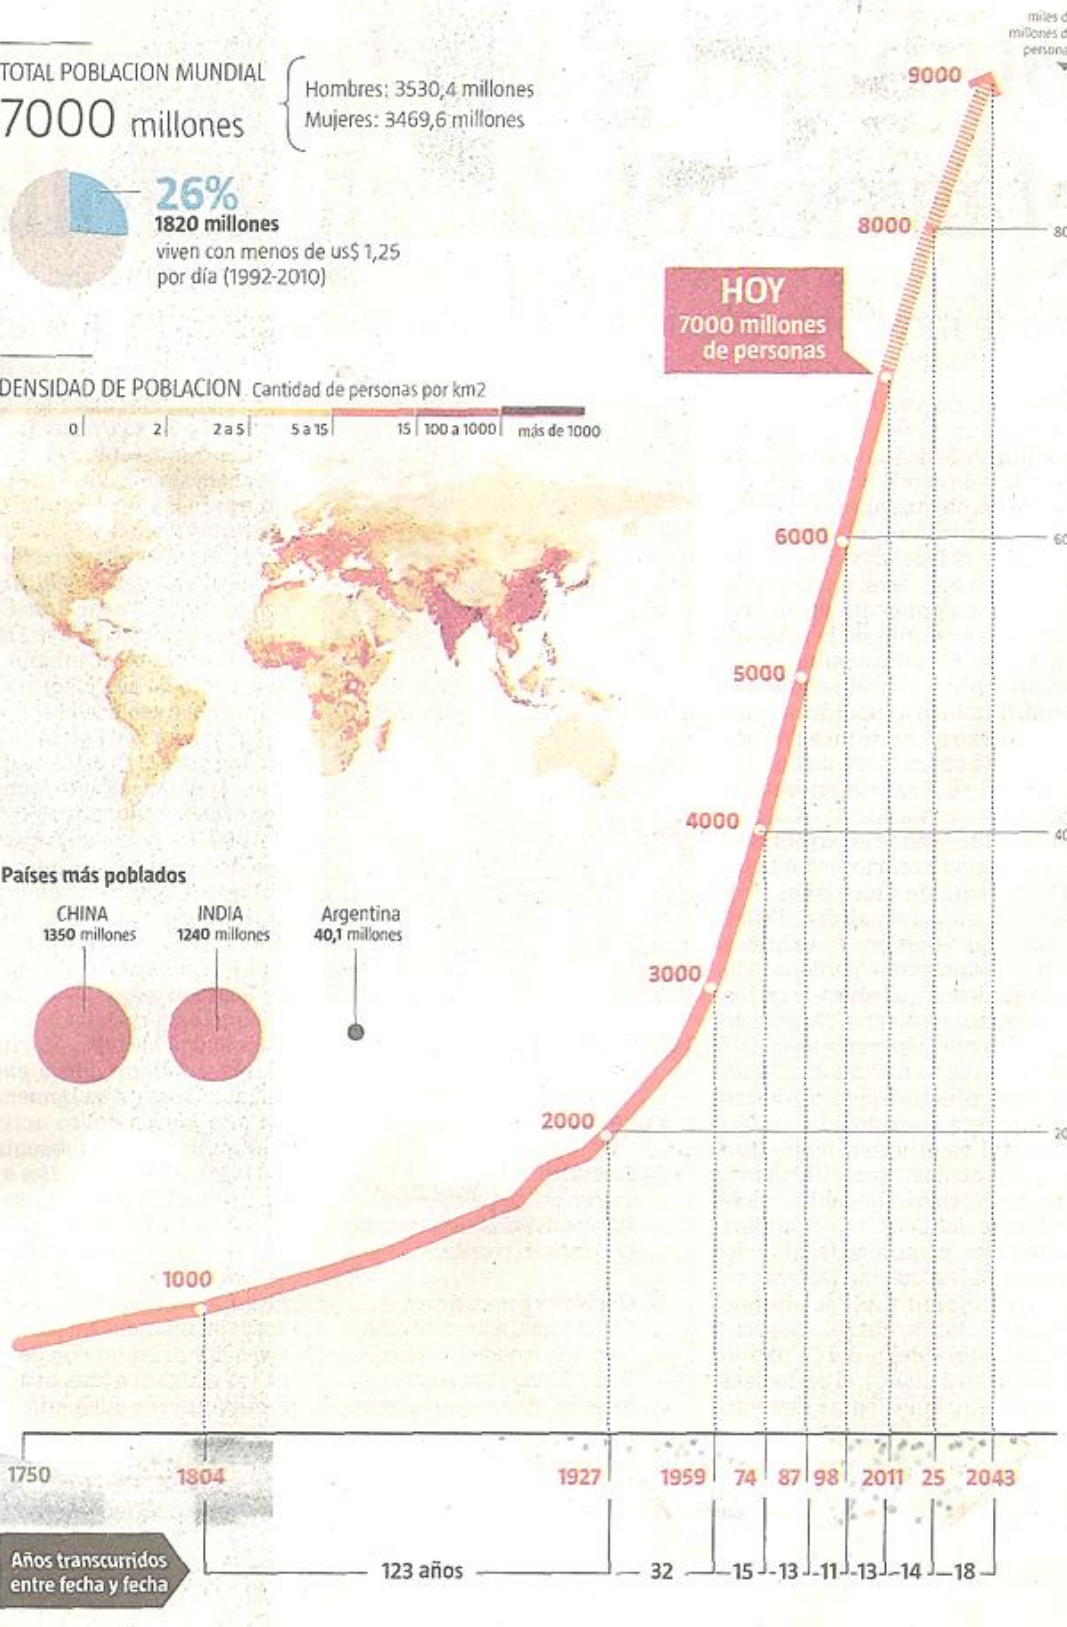 TOTAL POBLACION MUNDIAL
7000 millones
Hombres: 3530,4 millones
Mujeres: 3469,6 millones
26%
1820 millones
viven con menos de us$ 1,25
por día (1992-2010)
DENSIDAD DE POBLACION Cantidad de personas por km2
0 2 2 a 5 5 a 15 15 100 a 1000 más de 1000
Países más poblados
CHINA
1350 millones
INDIA
1240 millones
Argentina
40,1 millones
miles
millones
9000
8000
HOY
7000 millones
de personas
6000
5000
4000
3000
2000
1000
1750 1804 1927 1959 74 87 98 2011 25 2043
Años transcurridos
entre fecha y fecha
123 años 32 15 13 11 13 14 18